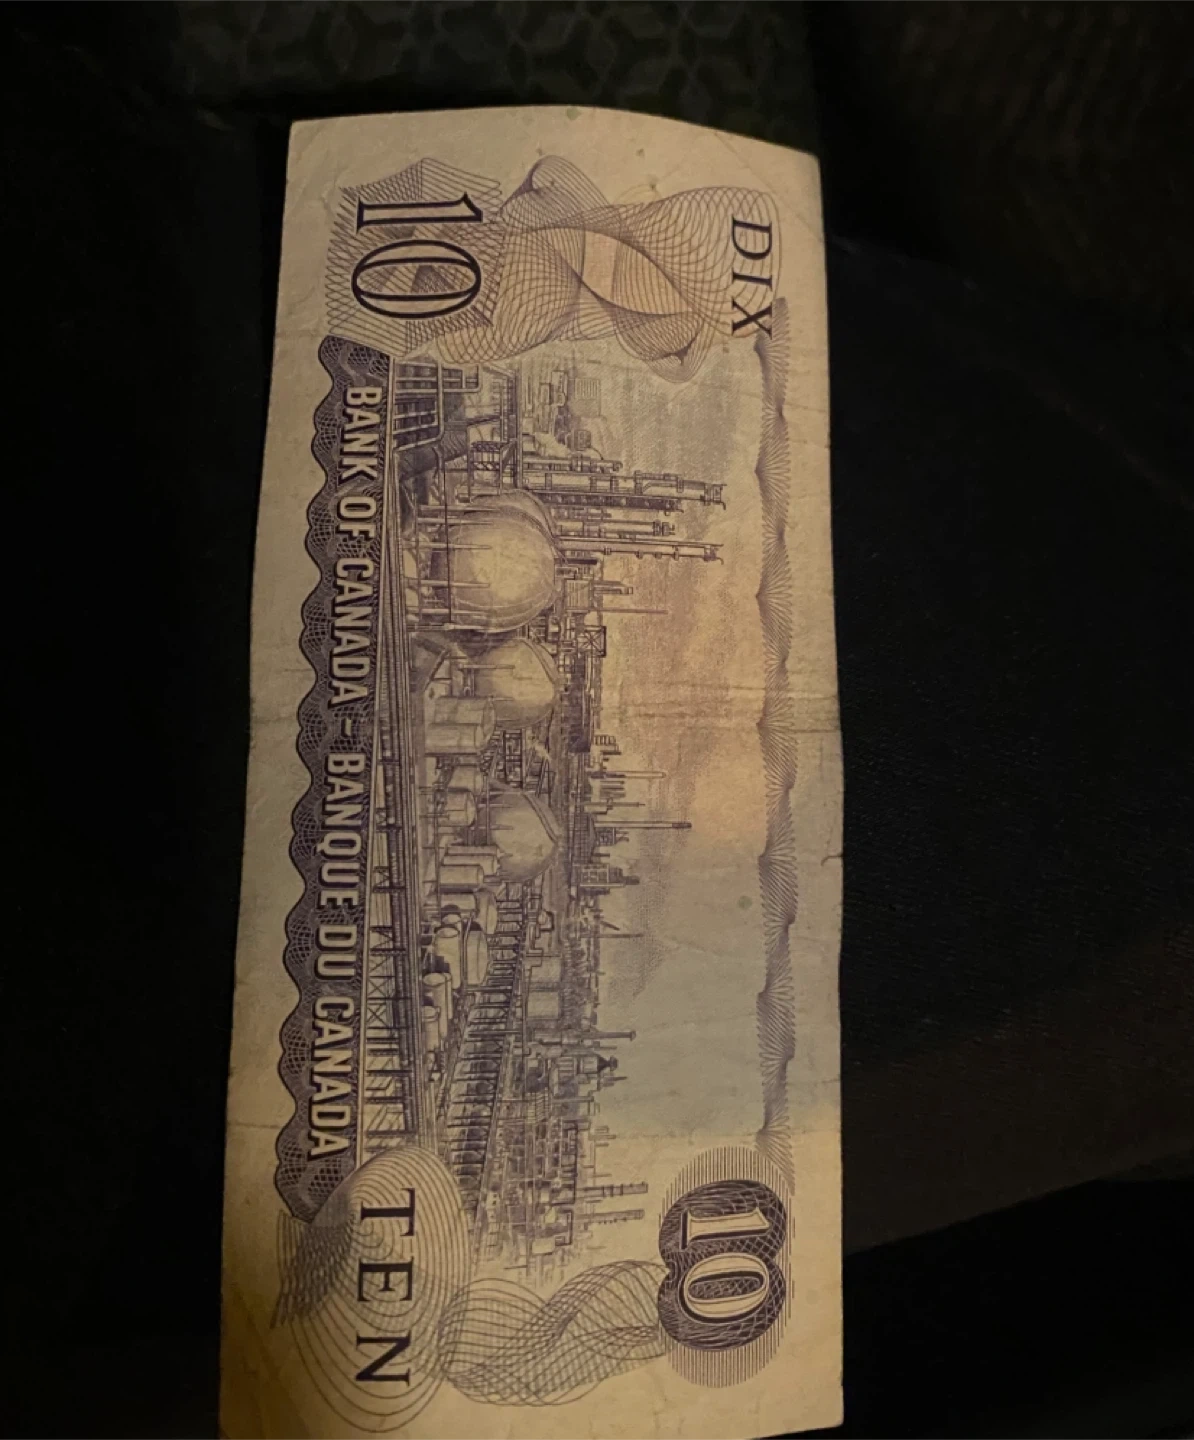 DIX
10
10
BANK OF CANADA – BANQUE DU CANADA
TEN